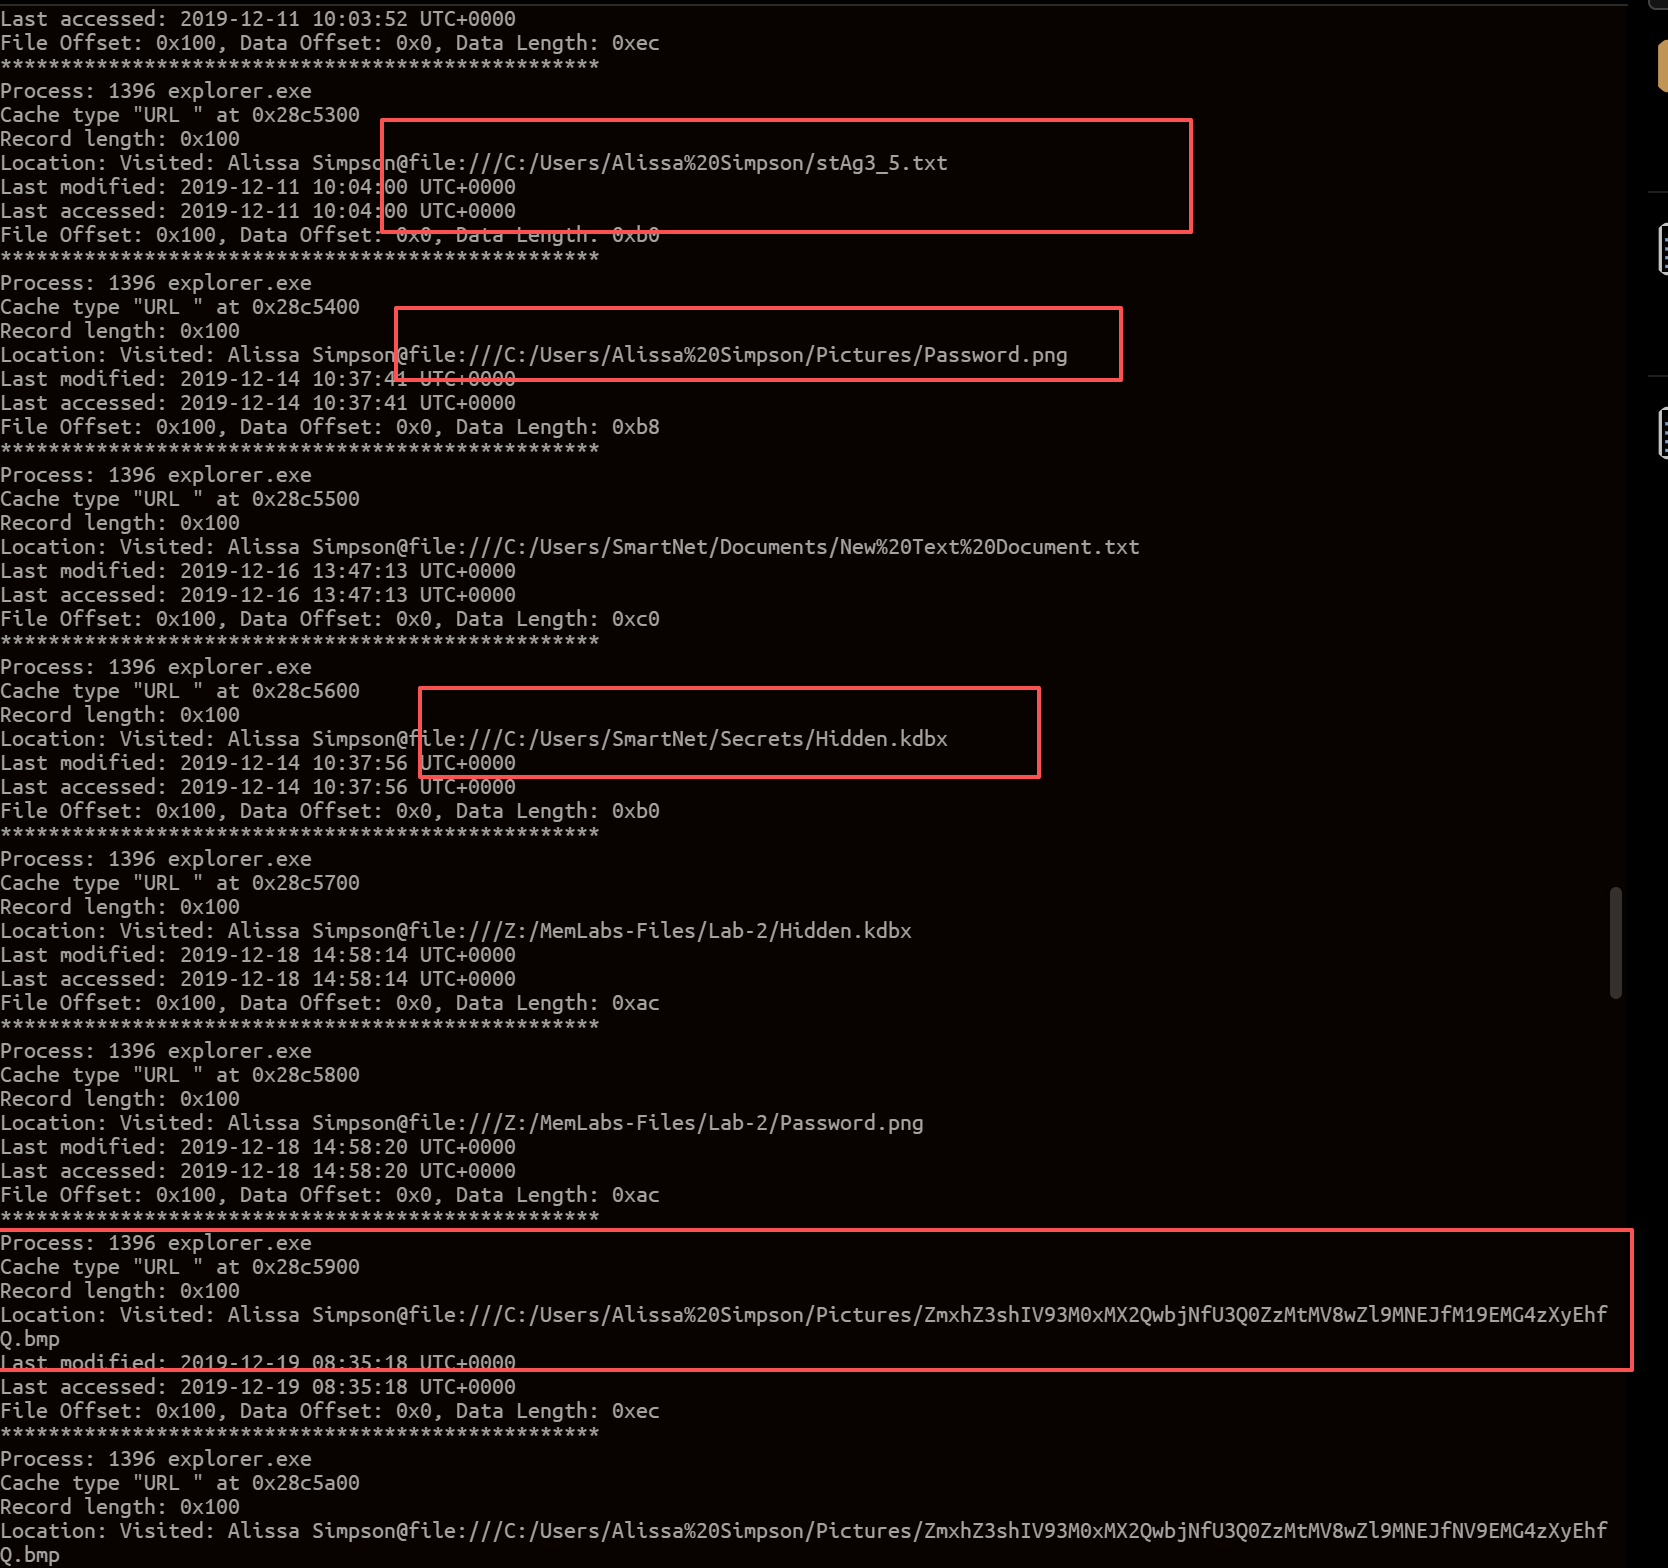 Last accessed: 2019-12-11 10:03:52 UTC+0000
File Offset: 0x100, Data Offset: 0x0, Data Length: 0xec
**************************************************
Process: 1396 explorer.exe
Cache type "URL " at 0x28c5300
Record length: 0x100
Location: Visited: Alissa Simpson@file:///C:/Users/Alissa%20Simpson/stAg3_5.txt
Last modified: 2019-12-11 10:04:00 UTC+0000
Last accessed: 2019-12-11 10:04:00 UTC+0000
File Offset: 0x100, Data Offset: 0x0, Data Length: 0xb0
**************************************************
Process: 1396 explorer.exe
Cache type "URL " at 0x28c5400
Record length: 0x100
Location: Visited: Alissa Simpson@file:///C:/Users/Alissa%20Simpson/Pictures/Password.png
Last modified: 2019-12-14 10:37:41 UTC+0000
Last accessed: 2019-12-14 10:37:41 UTC+0000
File Offset: 0x100, Data Offset: 0x0, Data Length: 0xb8
**************************************************
Process: 1396 explorer.exe
Cache type "URL " at 0x28c5500
Record length: 0x100
Location: Visited: Alissa Simpson@file:///C:/Users/SmartNet/Documents/New%20Text%20Document.txt
Last modified: 2019-12-16 13:47:13 UTC+0000
Last accessed: 2019-12-16 13:47:13 UTC+0000
File Offset: 0x100, Data Offset: 0x0, Data Length: 0xc0
**************************************************
Process: 1396 explorer.exe
Cache type "URL " at 0x28c5600
Record length: 0x100
Location: Visited: Alissa Simpson@file:///C:/Users/SmartNet/Secrets/Hidden.kdbx
Last modified: 2019-12-14 10:37:56 UTC+0000
Last accessed: 2019-12-14 10:37:56 UTC+0000
File Offset: 0x100, Data Offset: 0x0, Data Length: 0xb0
**************************************************
Process: 1396 explorer.exe
Cache type "URL " at 0x28c5700
Record length: 0x100
Location: Visited: Alissa Simpson@file:///Z:/MemLabs-Files/Lab-2/Hidden.kdbx
Last modified: 2019-12-18 14:58:14 UTC+0000
Last accessed: 2019-12-18 14:58:14 UTC+0000
File Offset: 0x100, Data Offset: 0x0, Data Length: 0xac
**************************************************
Process: 1396 explorer.exe
Cache type "URL " at 0x28c5800
Record length: 0x100
Location: Visited: Alissa Simpson@file:///Z:/MemLabs-Files/Lab-2/Password.png
Last modified: 2019-12-18 14:58:20 UTC+0000
Last accessed: 2019-12-18 14:58:20 UTC+0000
File Offset: 0x100, Data Offset: 0x0, Data Length: 0xac
**************************************************
Process: 1396 explorer.exe
Cache type "URL " at 0x28c5900
Record length: 0x100
Location: Visited: Alissa Simpson@file:///C:/Users/Alissa%20Simpson/Pictures/ZmxhZ3shIV93M0xMX2QwbjNfU3Q0ZzMtMV8wZl9MNEJfM19EMG4zXyEhf
Q.bmp
Last modified: 2019-12-19 08:35:18 UTC+0000
Last accessed: 2019-12-19 08:35:18 UTC+0000
File Offset: 0x100, Data Offset: 0x0, Data Length: 0xec
**************************************************
Process: 1396 explorer.exe
Cache type "URL " at 0x28c5a00
Record length: 0x100
Location: Visited: Alissa Simpson@file:///C:/Users/Alissa%20Simpson/Pictures/ZmxhZ3shIV93M0xMX2QwbjNfU3Q0ZzMtMV8wZl9MNEJfNV9EMG4zXyEhf
Q.bmp